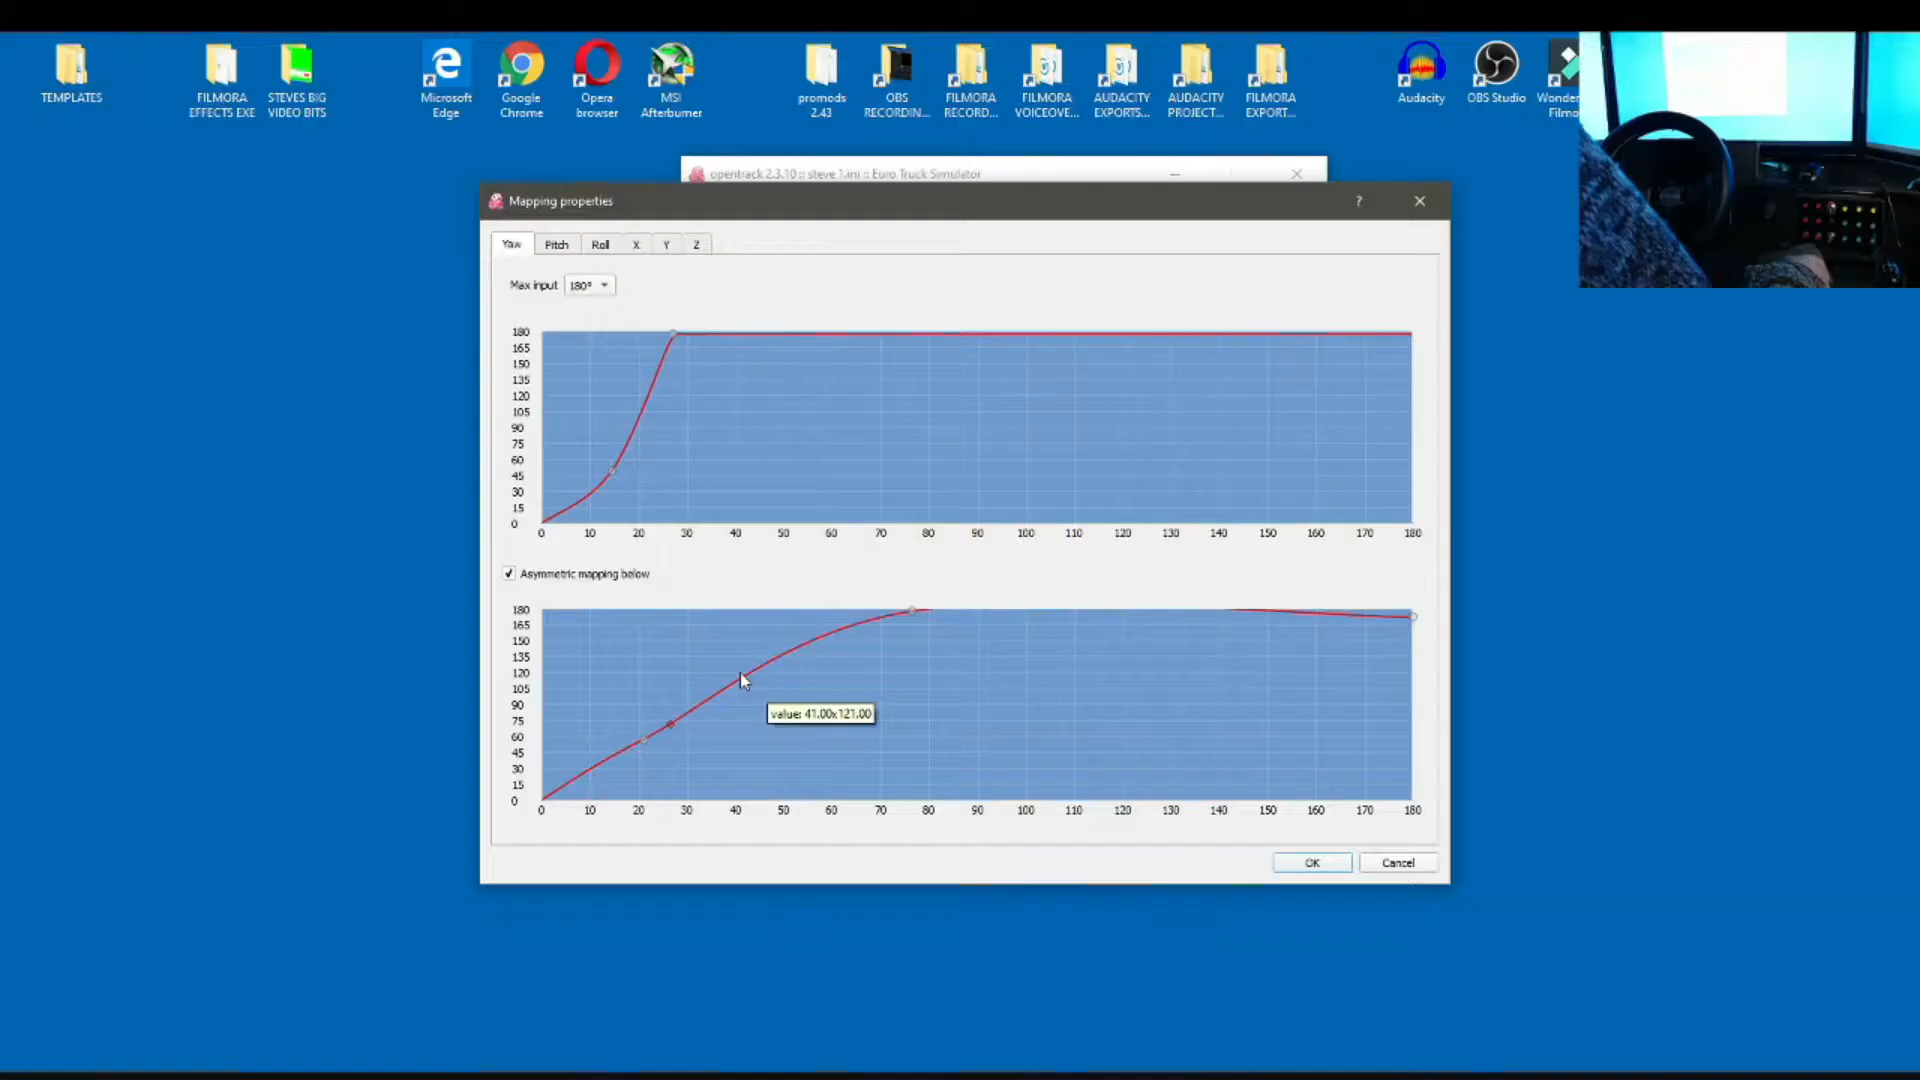 TEMPLATES
FILMORA
EFFECTS EXE
STEVES BIG
VIDEO BITS
Microsoft
Edge
Google
Chrome
Opera
browser
MSI
Afterburner
promods
2.43
OBS
RECORDIN...
FILMORA
RECORD...
FILMORA
VOICEOVE...
AUDACITY
EXPORTS...
AUDACITY
PROJECT...
FILMORA
EXPORT...
Audacity
OBS Studio
Wonder
Filmo
opentrack 2.3.10 :: steve 1.ini :: Euro Truck Simulator
Mapping properties
?
Yaw Pitch Roll X Y Z
Max input 180°
180
165
150
135
120
105
90
75
60
45
30
15
0
0 10 20 30 40 50 60 70 80 90 100 110 120 130 140 150 160 170 180
Asymmetric mapping below
180
165
150
135
120
105
90
75
60
45
30
15
0
value: 41.00x121.00
0 10 20 30 40 50 60 70 80 90 100 110 120 130 140 150 160 170 180
OK Cancel